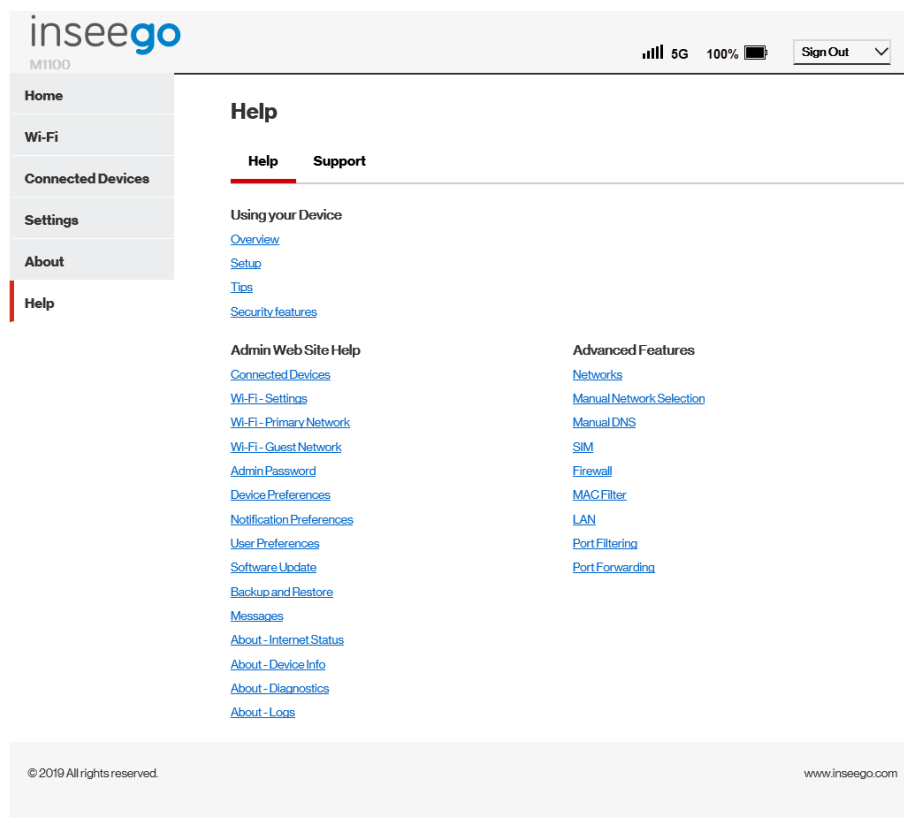 inseego
M1100
5G 100% Sign Out
Home
Wi-Fi
Connected Devices
Settings
About
Help
Help
Help Support
Using your Device
Overview
Setup
Tips
Security features
Admin Web Site Help
Connected Devices
Wi-Fi - Settings
Wi-Fi - Primary Network
Wi-Fi - Guest Network
Admin Password
Device Preferences
Notification Preferences
User Preferences
Software Update
Backup and Restore
Messages
About - Internet Status
About - Device Info
About - Diagnostics
About - Logs
Advanced Features
Networks
Manual Network Selection
Manual DNS
SIM
Firewall
MAC Filter
LAN
Port Filtering
Port Forwarding
© 2019 All rights reserved.
www.inseego.com